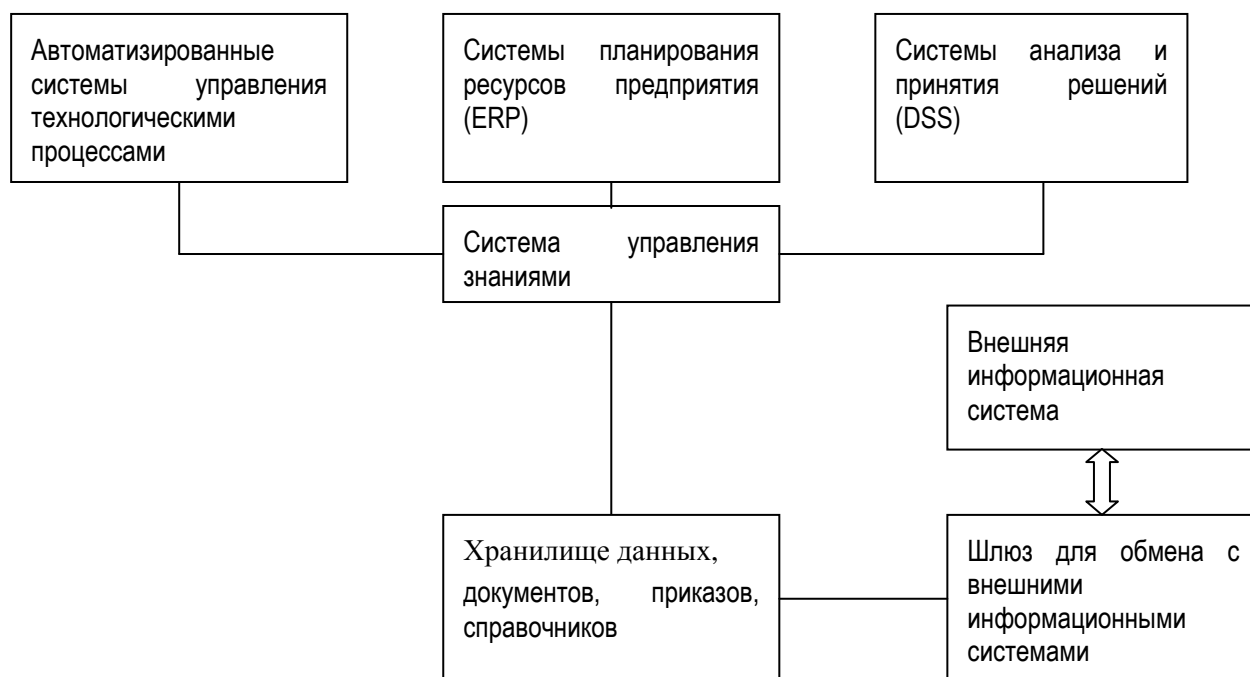 Автоматизированные
системы управления
технологическими
процессами
Системы планирования
ресурсов предприятия
(ERP)
Системы анализа и
принятия решений
(DSS)
Система управления
знаниями
Внешняя
информационная
система
Хранилище данных,
документов, приказов,
справочников
Шлюз для обмена с
внешними
информационными
системами